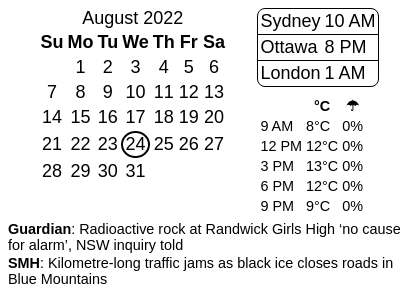 August 2022
Su Mo Tu We Th Fr Sa
1 2 3 4 5 6
7 8 9 10 11 12 13
14 15 16 17 18 19 20
21 22 23 24 25 26 27
28 29 30 31
Sydney 10 AM
Ottawa 8 PM
London 1 AM
°C ☂
9 AM 8°C 0%
12 PM 12°C 0%
3 PM 13°C 0%
6 PM 12°C 0%
9 PM 9°C 0%
Guardian: Radioactive rock at Randwick Girls High ‘no cause
for alarm’, NSW inquiry told
SMH: Kilometre-long traffic jams as black ice closes roads in
Blue Mountains